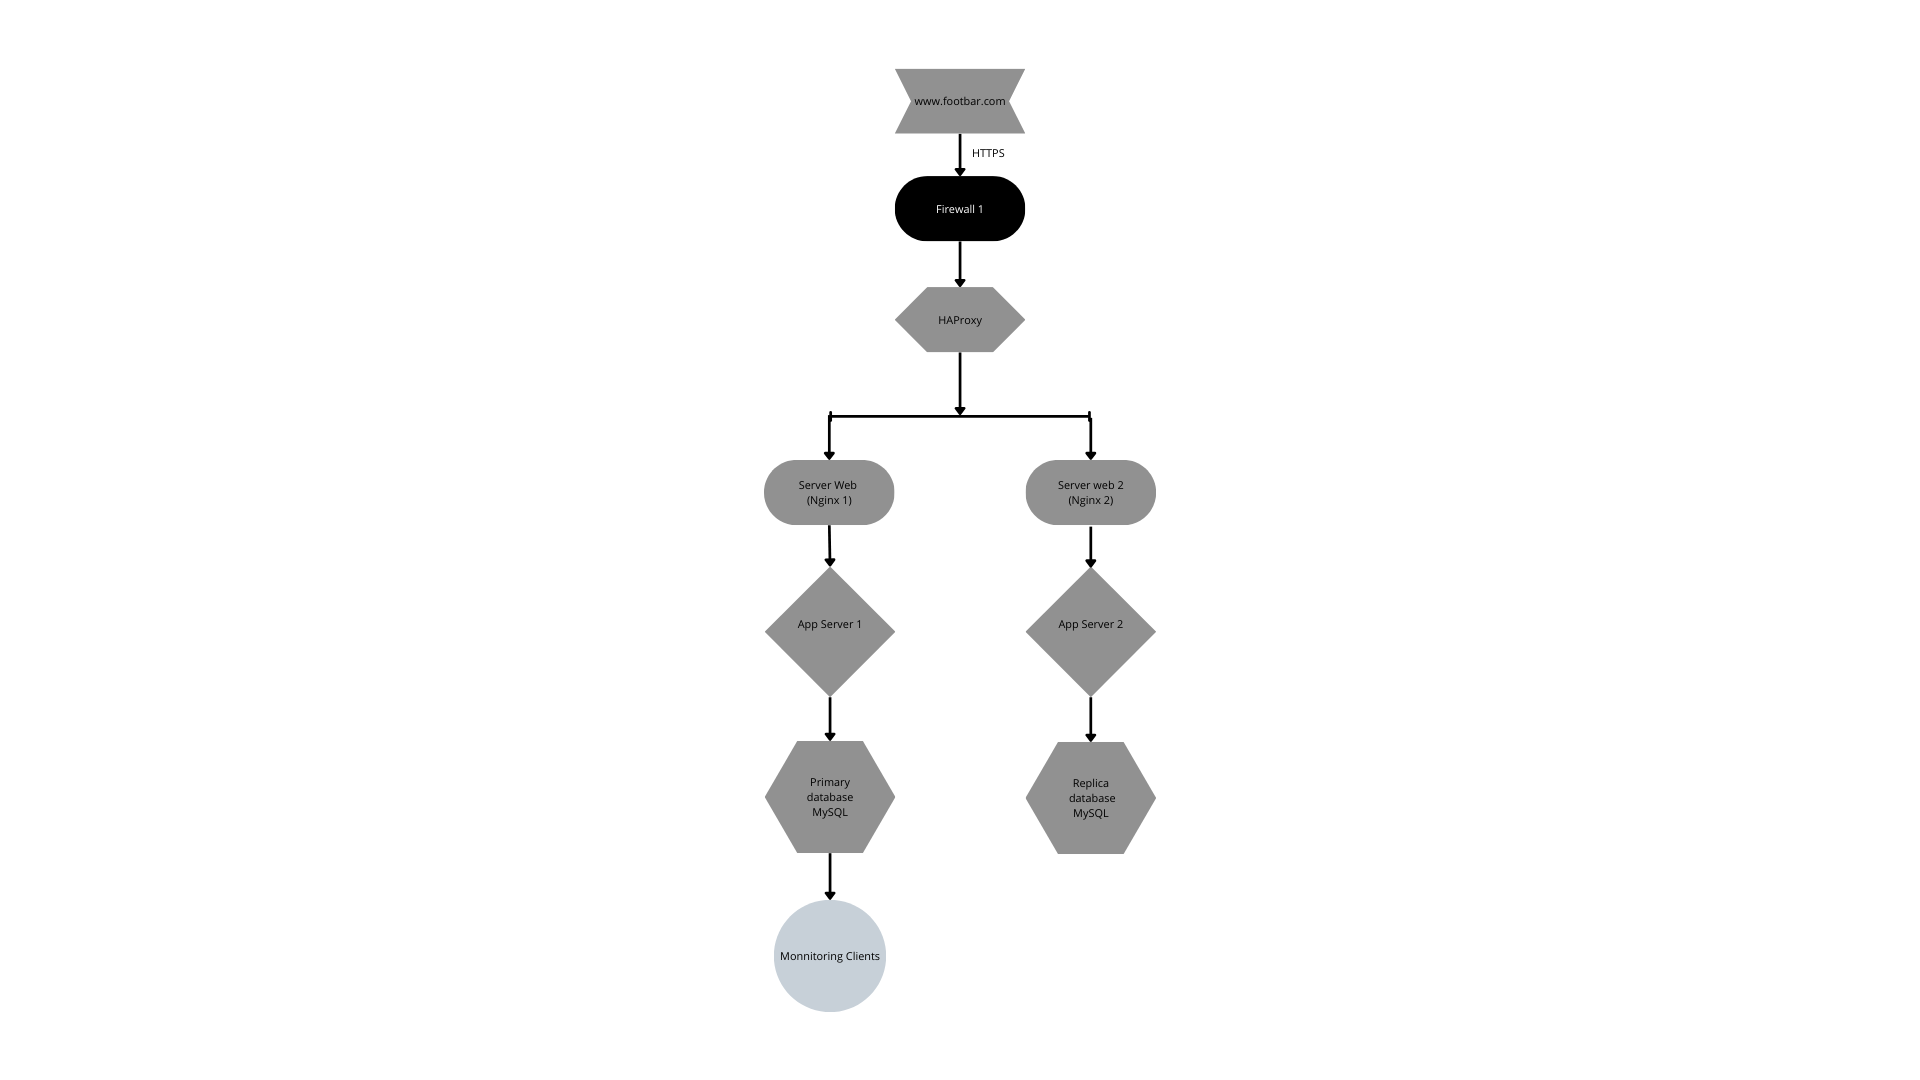 www.footbar.com
HTTPS
Firewall 1
HAProxy
Server Web
(Nginx 1)
Server web 2
(Nginx 2)
App Server 1
App Server 2
Primary
database
MySQL
Replica
database
MySQL
Monnitoring Clients